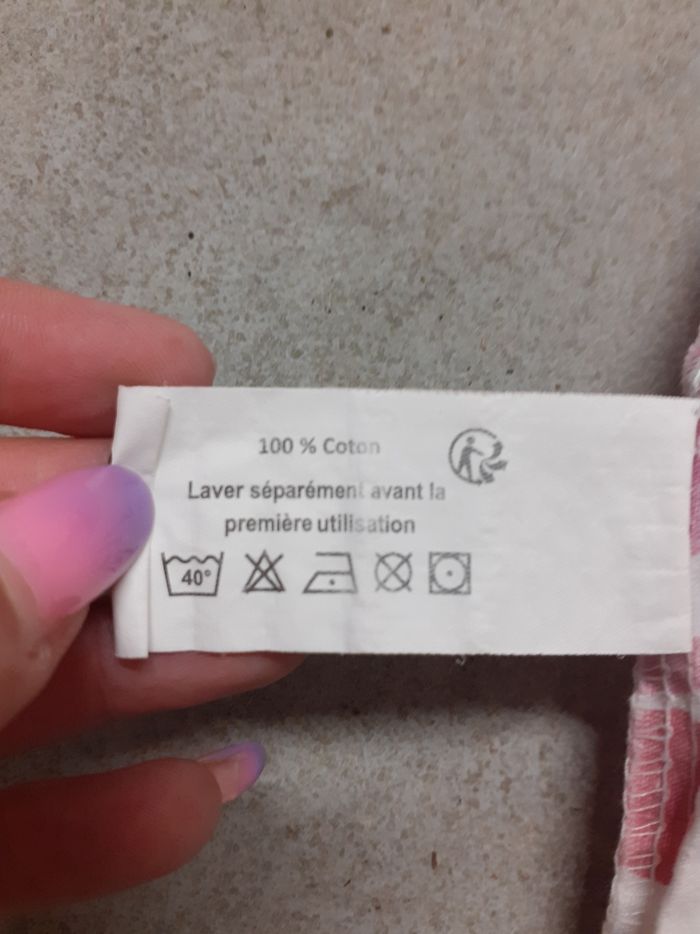 100 % Coton
Laver séparément avant la
première utilisation
40°